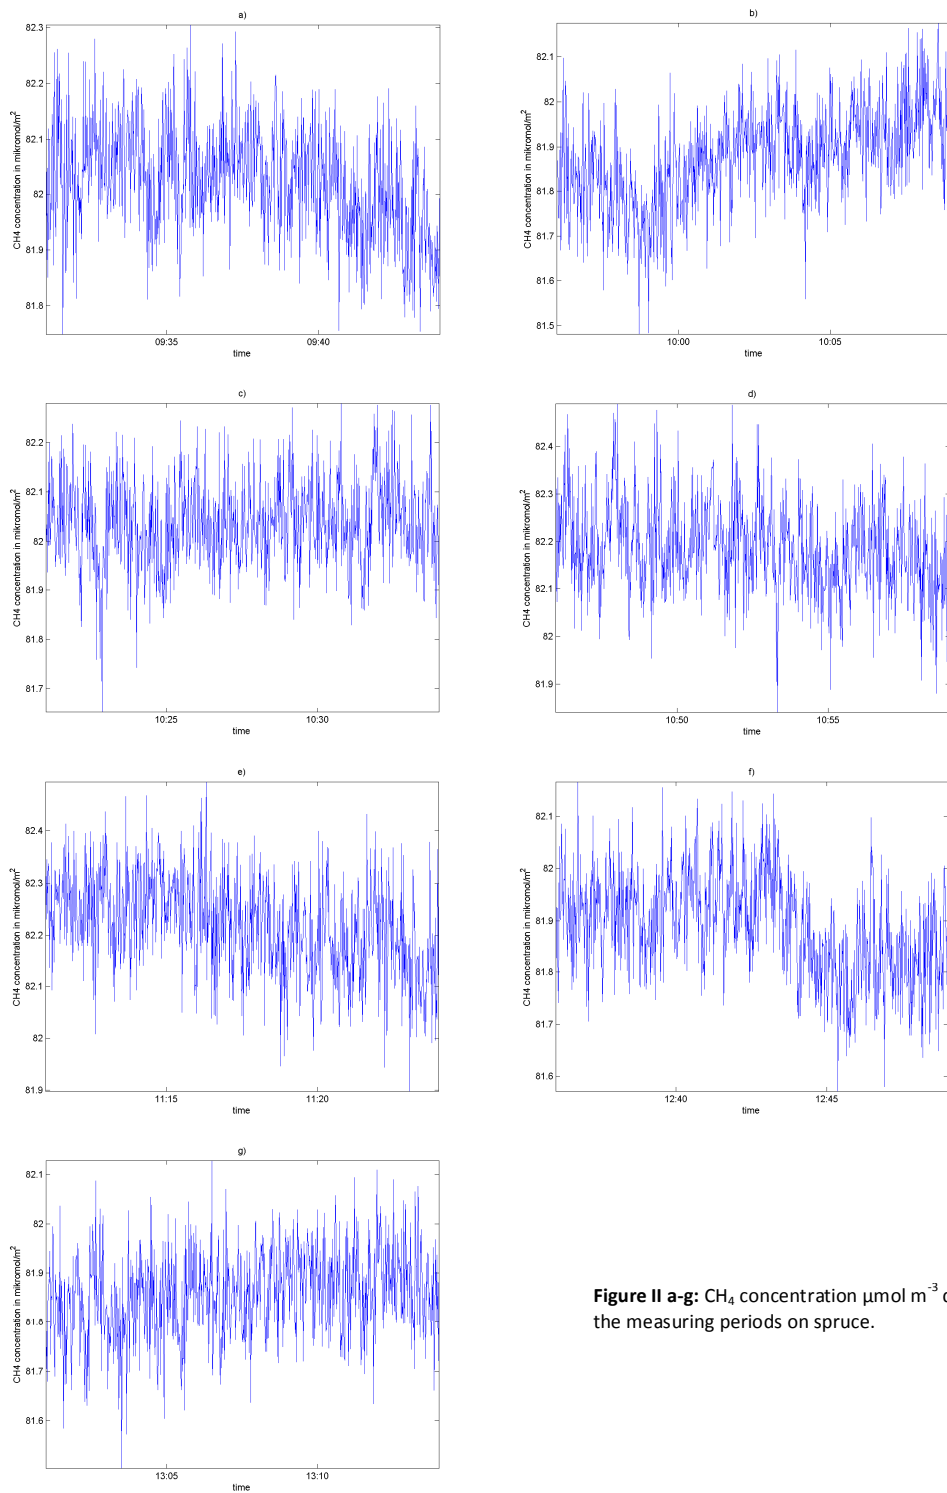 a)
82.3
82.2
82.1
82
81.9
81.8
CH4 concentration in mikromol/m²
09:35
09:40
time
b)
82.1
82
81.9
81.8
81.7
81.6
81.5
CH4 concentration in mikromol/m²
10:00
10:05
time
c)
82.2
82.1
82
81.9
81.8
81.7
CH4 concentration in mikromol/m²
10:25
10:30
time
d)
82.4
82.3
82.2
82.1
82
81.9
CH4 concentration in mikromol/m²
10:50
10:55
time
e)
82.4
82.3
82.2
82.1
82
81.9
CH4 concentration in mikromol/m²
11:15
11:20
time
f)
82.1
82
81.9
81.8
81.7
81.6
CH4 concentration in mikromol/m²
12:40
12:45
time
g)
82.1
82
81.9
81.8
81.7
81.6
CH4 concentration in mikromol/m²
13:05
13:10
time
Figure II a-g: CH₄ concentration µmol m⁻³
the measuring periods on spruce.